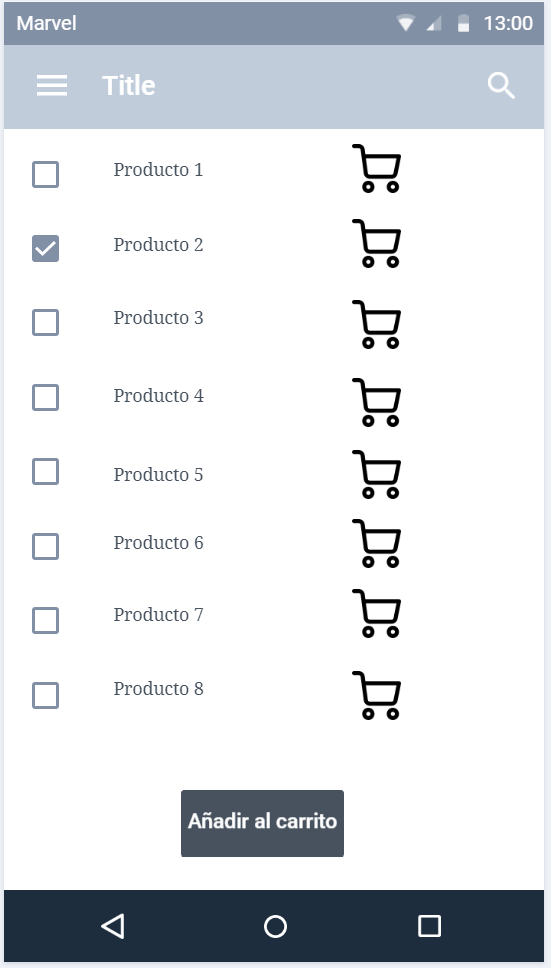 Marvel 13:00
Title
Producto 1
Producto 2
Producto 3
Producto 4
Producto 5
Producto 6
Producto 7
Producto 8
Añadir al carrito